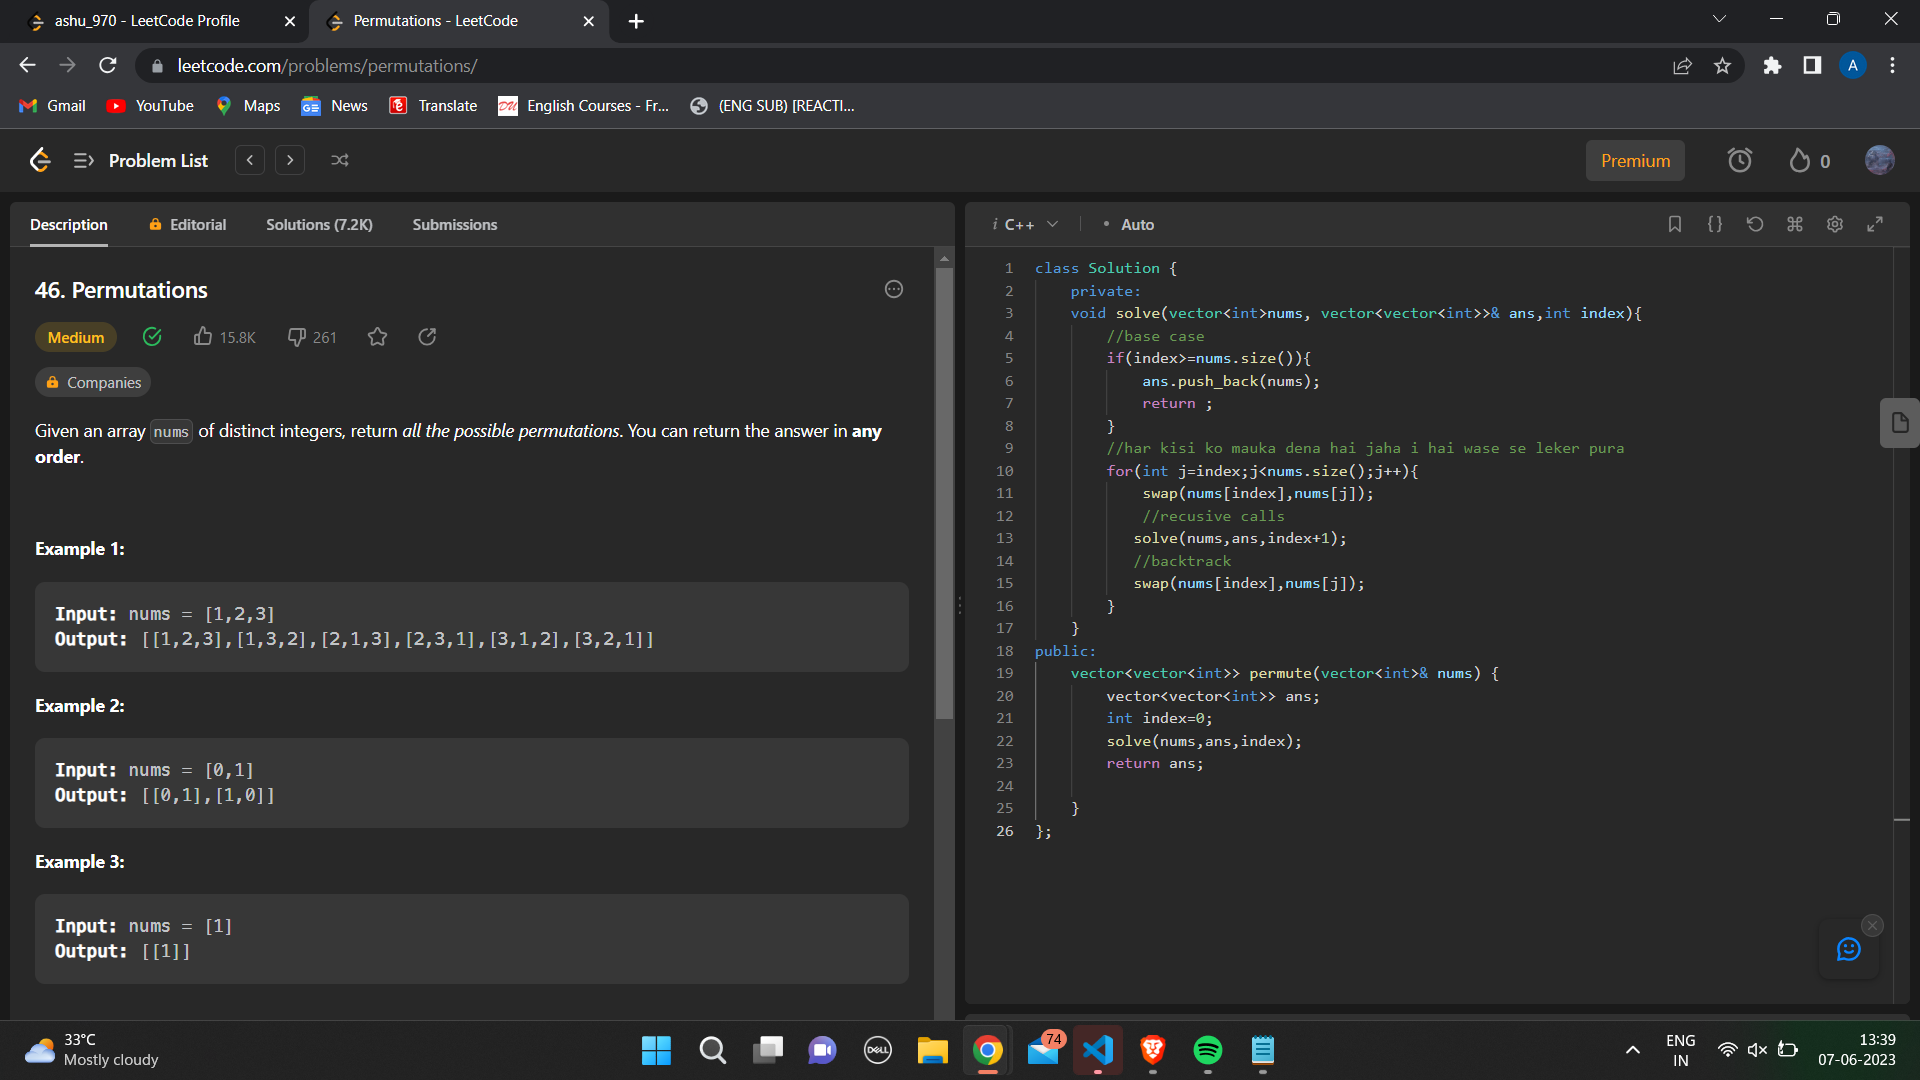 ashu_970 - LeetCode Profile
Permutations - LeetCode
leetcode.com/problems/permutations/
A
Gmail
YouTube
Maps
News
Translate
English Courses - Fr...
(ENG SUB) [REACTI...
Problem List
Premium
0
Description
Editorial
Solutions (7.2K)
Submissions
46. Permutations
Medium
15.8K
261
Companies
Given an array nums of distinct integers, return all the possible permutations. You can return the answer in any
order.
Example 1:
Input: nums = [1,2,3]
Output: [[1,2,3],[1,3,2],[2,1,3],[2,3,1],[3,1,2],[3,2,1]]
Example 2:
Input: nums = [0,1]
Output: [[0,1],[1,0]]
Example 3:
Input: nums = [1]
Output: [[1]]
i C++
• Auto
1 class Solution {
2 private:
3 void solve(vector<int>nums, vector<vector<int>>& ans,int index){
4 //base case
5 if(index>=nums.size()){
6 ans.push_back(nums);
7 return ;
8 }
9 //har kisi ko mauka dena hai jaha i hai wase se leker pura
10 for(int j=index;j<nums.size();j++){
11 swap(nums[index],nums[j]);
12 //recusive calls
13 solve(nums,ans,index+1);
14 //backtrack
15 swap(nums[index],nums[j]);
16 }
17 }
18 public:
19 vector<vector<int>> permute(vector<int>& nums) {
20 vector<vector<int>> ans;
21 int index=0;
22 solve(nums,ans,index);
23 return ans;
24
25 }
26 };
33°C
Mostly cloudy
DELL
74
ENG
IN
13:39
07-06-2023